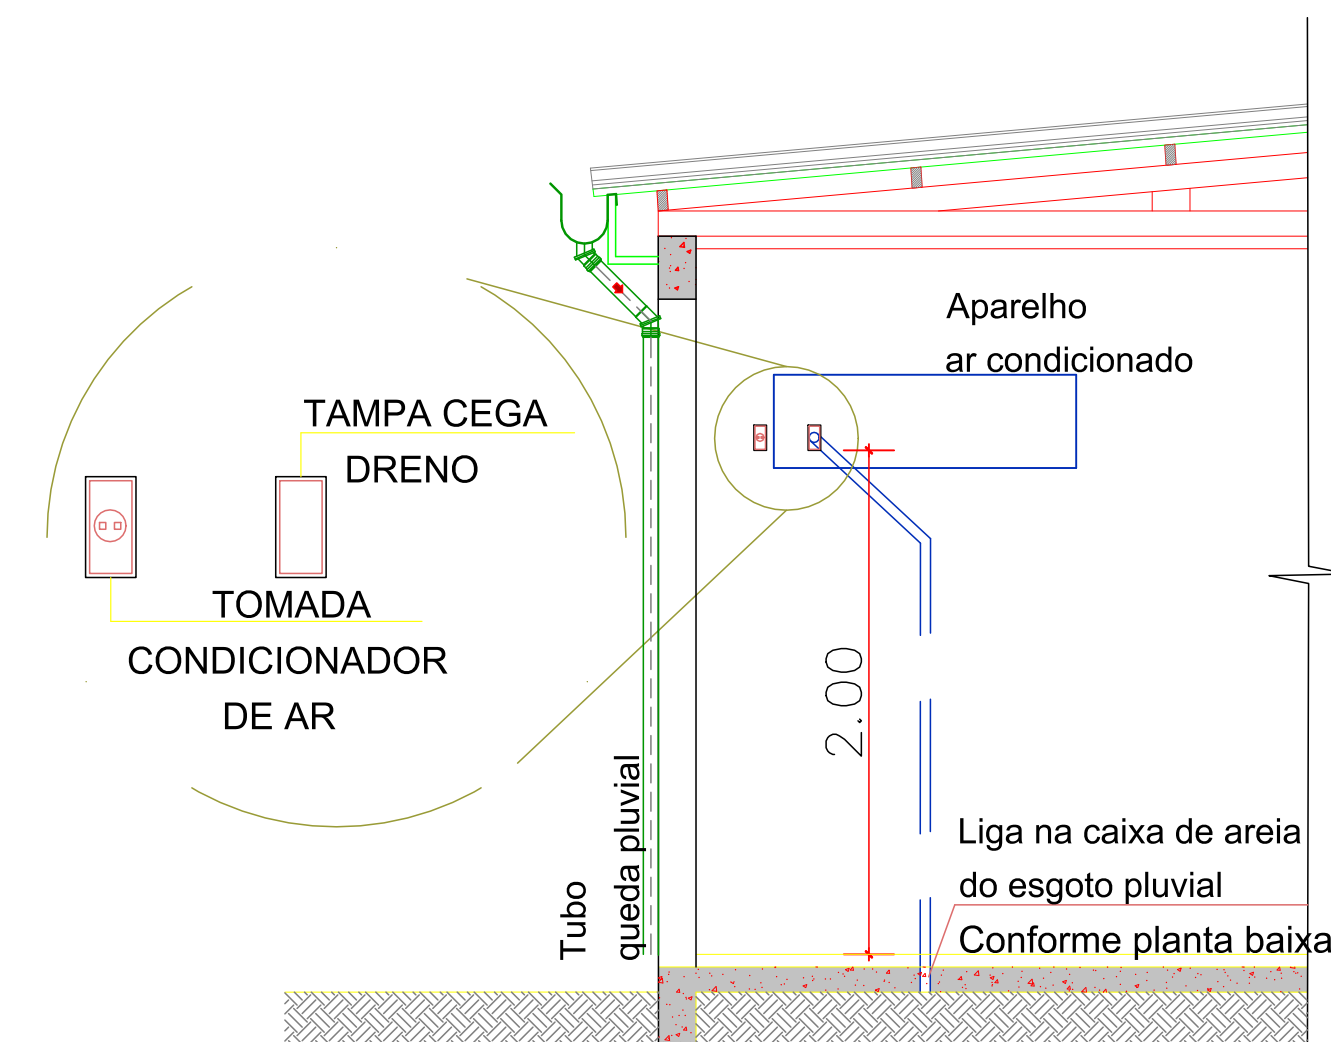 Aparelho
ar condicionado
TAMPA CEGA
DRENO
TOMADA
CONDICIONADOR
DE AR
2.00
Tubo
queda pluvial
Liga na caixa de areia
do esgoto pluvial
Conforme planta baixa